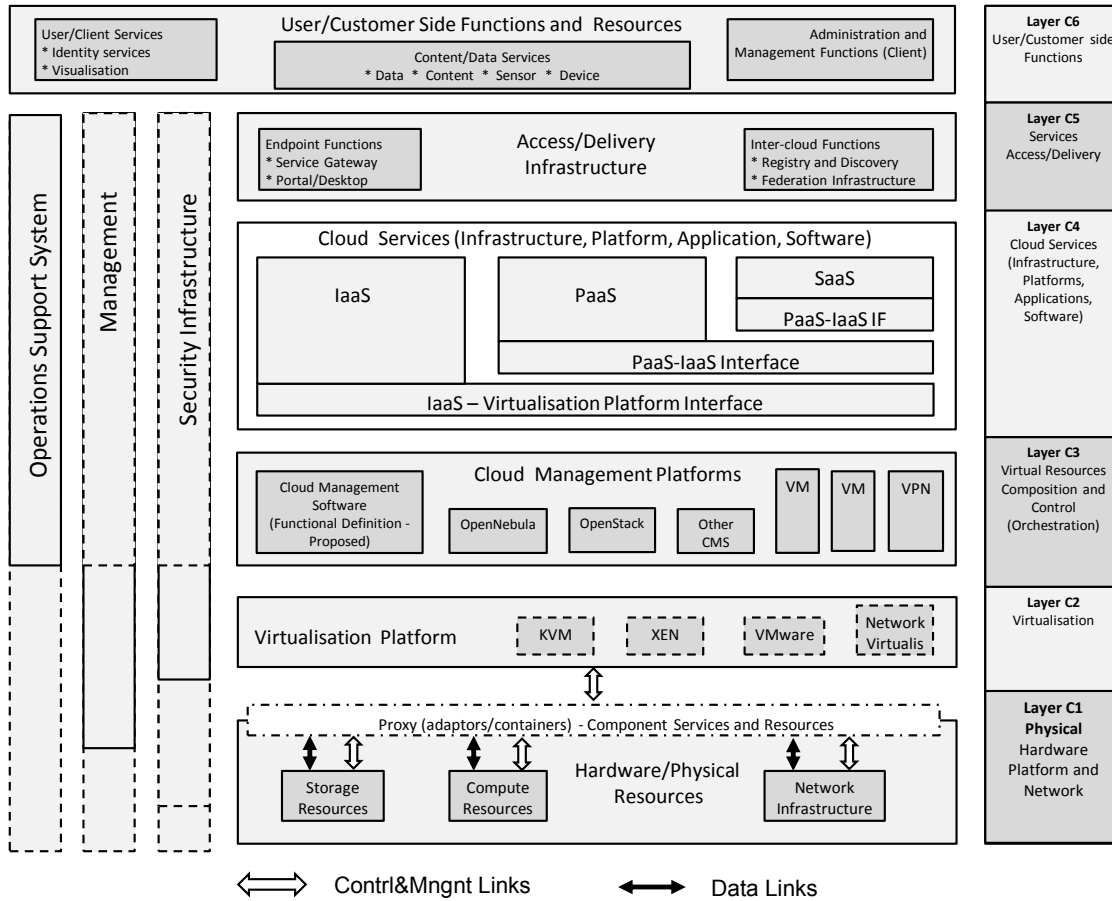 User/Customer Side Functions and Resources
User/Client Services
* Identity services
* Visualisation
Content/Data Services
* Data * Content * Sensor * Device
Administration and
Management Functions (Client)
Layer C6
User/Customer side
Functions
Operations Support System
Management
Security Infrastructure
Endpoint Functions
* Service Gateway
* Portal/Desktop
Access/Delivery
Infrastructure
Inter-cloud Functions
* Registry and Discovery
* Federation Infrastructure
Layer C5
Services
Access/Delivery
Cloud Services (Infrastructure, Platform, Application, Software)
IaaS
PaaS
SaaS
PaaS-IaaS IF
PaaS-IaaS Interface
IaaS – Virtualisation Platform Interface
Layer C4
Cloud Services
(Infrastructure,
Platforms,
Applications,
Software)
Cloud Management Platforms
Cloud Management
Software
(Functional Definition -
Proposed)
OpenNebula
OpenStack
Other
CMS
VM
VM
VPN
Layer C3
Virtual Resources
Composition and
Control
(Orchestration)
Virtualisation Platform
KVM
XEN
VMware
Network
Virtualis
Layer C2
Virtualisation
Proxy (adaptors/containers) - Component Services and Resources
Storage
Resources
Compute
Resources
Hardware/Physical
Resources
Network
Infrastructure
Layer C1
Physical
Hardware
Platform and
Network
Contrl&Mngnt Links
Data Links